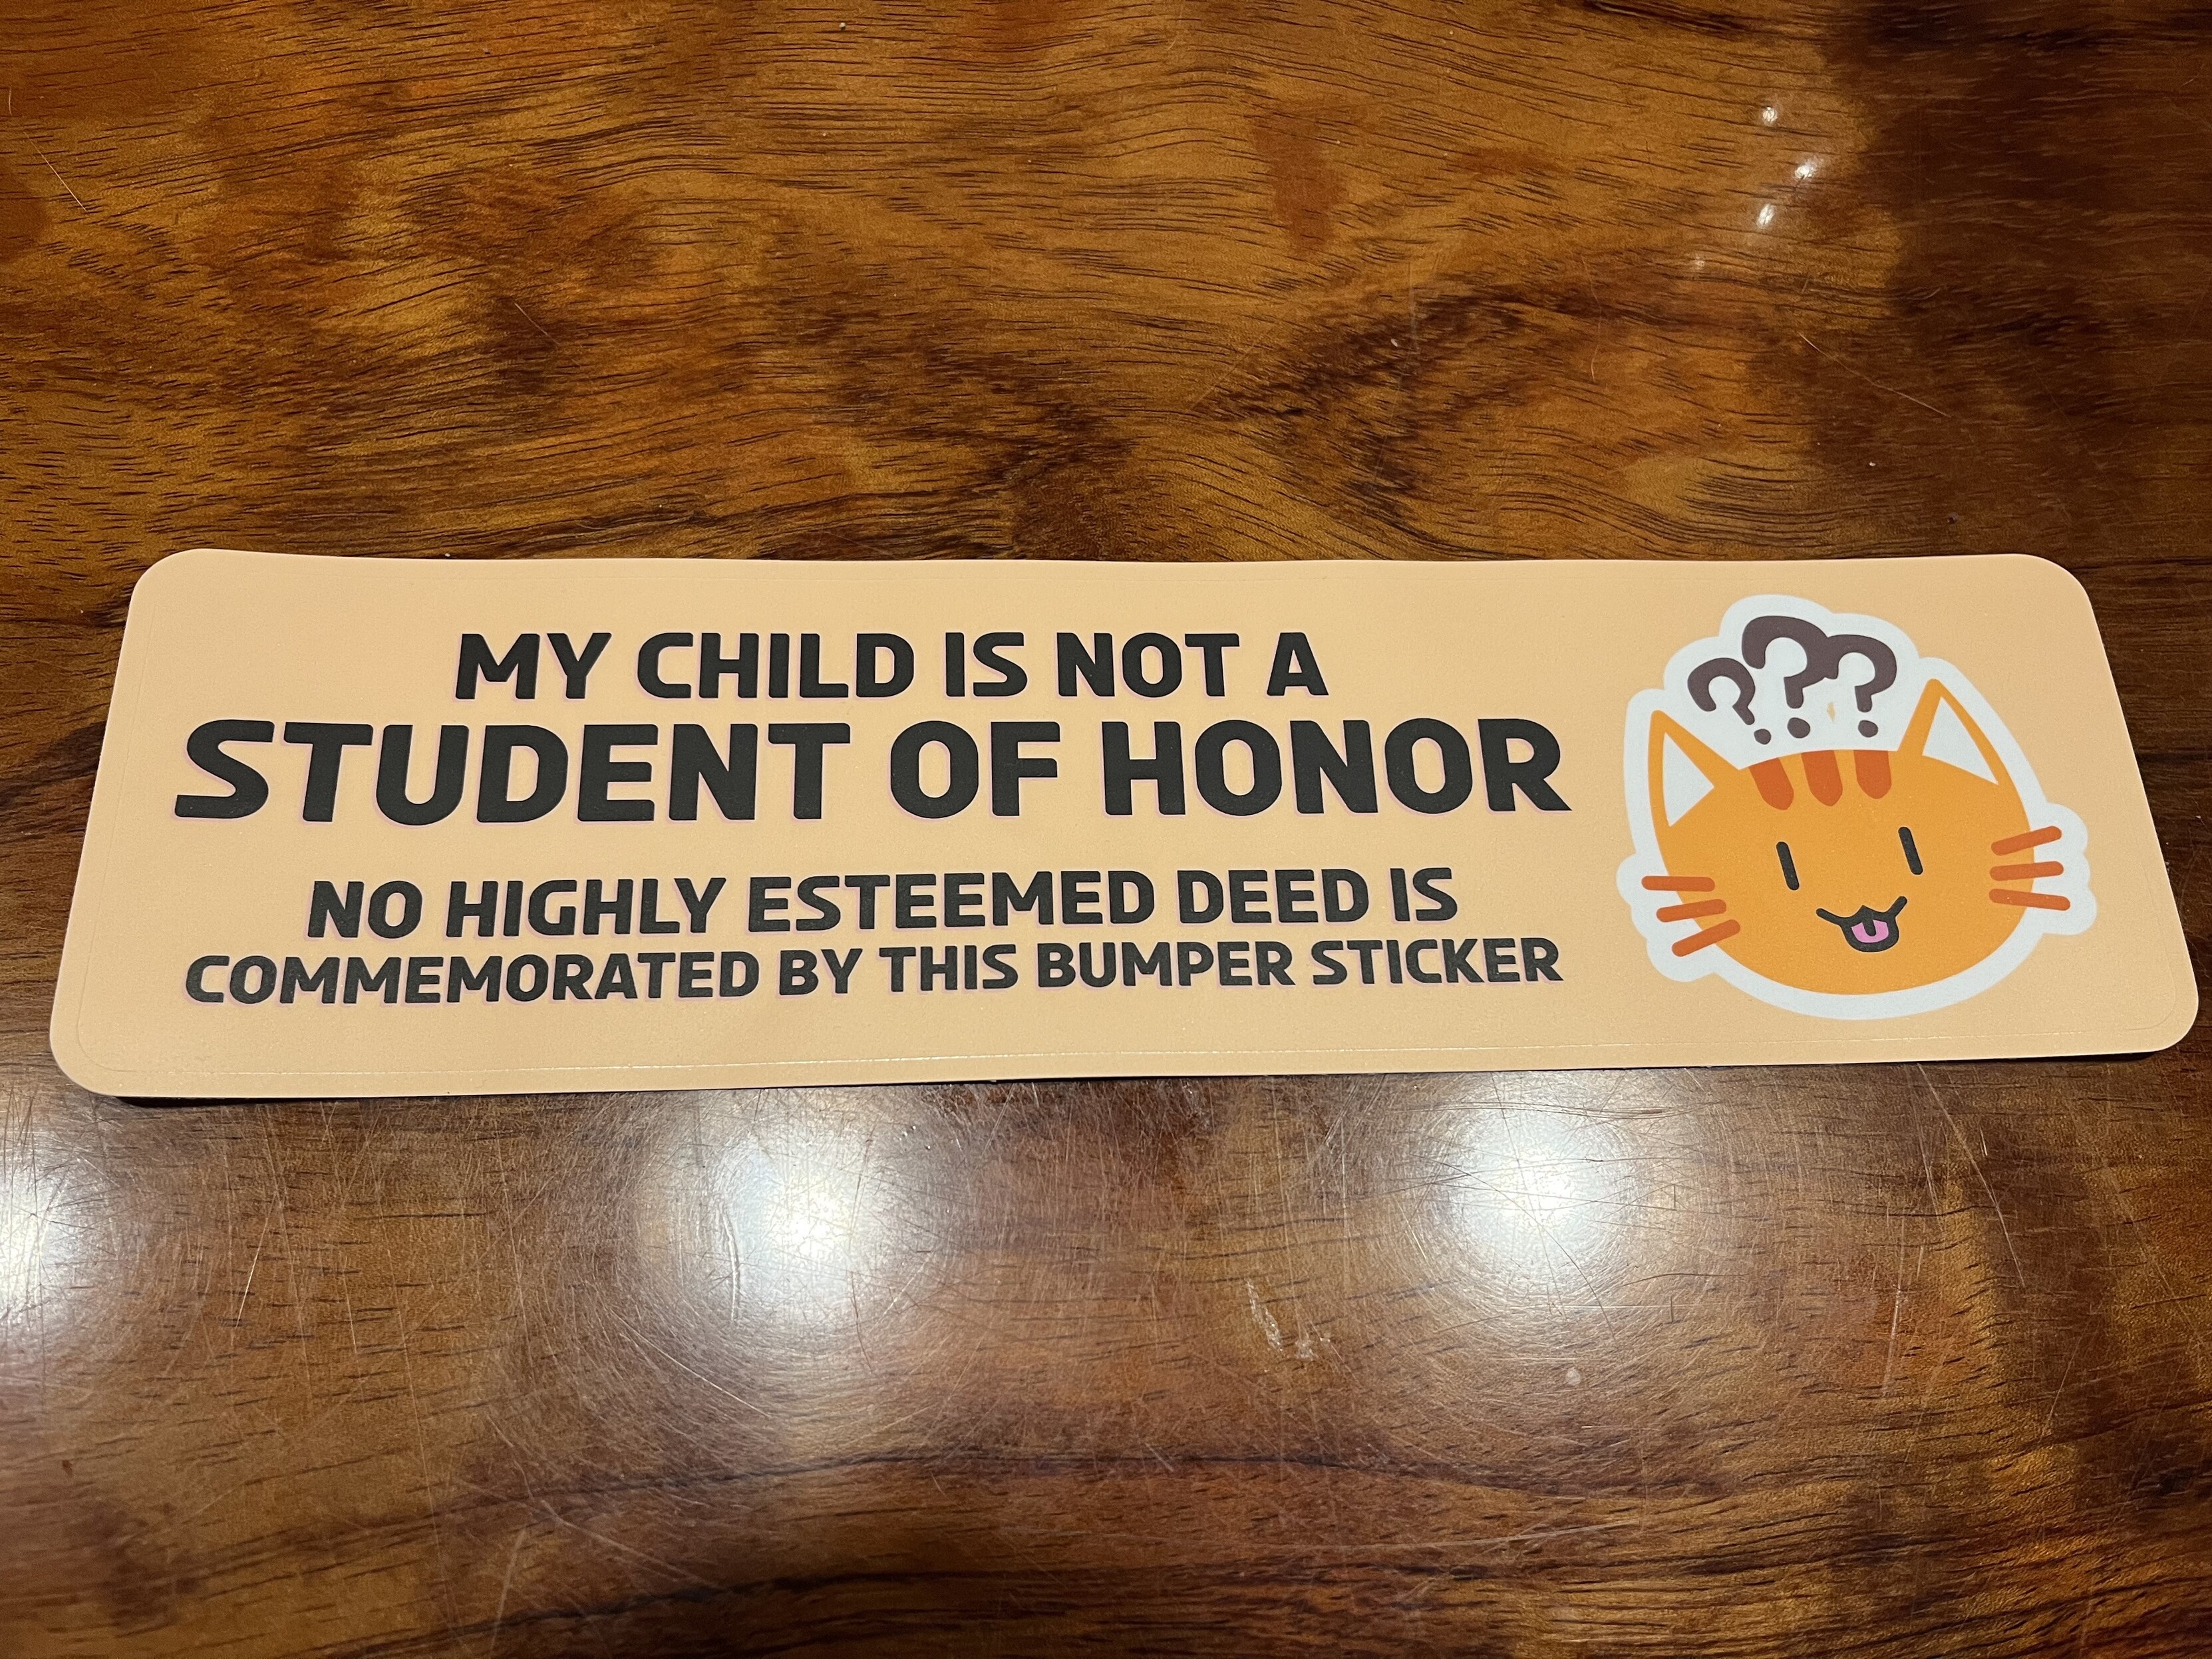 MY CHILD IS NOT A
STUDENT OF HONOR
NO HIGHLY ESTEEMED DEED IS
COMMEMORATED BY THIS BUMPER STICKER
???